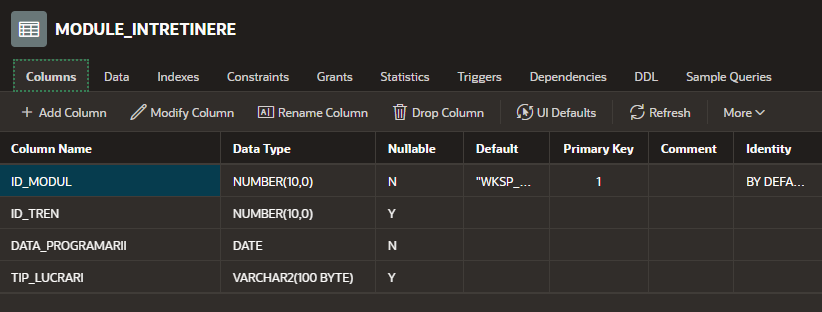 MODULE_INTRETINERE
Columns Data Indexes Constraints Grants Statistics Triggers Dependencies DDL Sample Queries
+ Add Column Modify Column A Rename Column Drop Column UI Defaults Refresh More
Column Name Data Type Nullable Default Primary Key Comment Identity
ID_MODUL NUMBER(10,0) N "WKSP_... 1 BY DEFA...
ID_TREN NUMBER(10,0) Y
DATA_PROGRAMARII DATE N
TIP_LUCRARI VARCHAR2(100 BYTE) Y